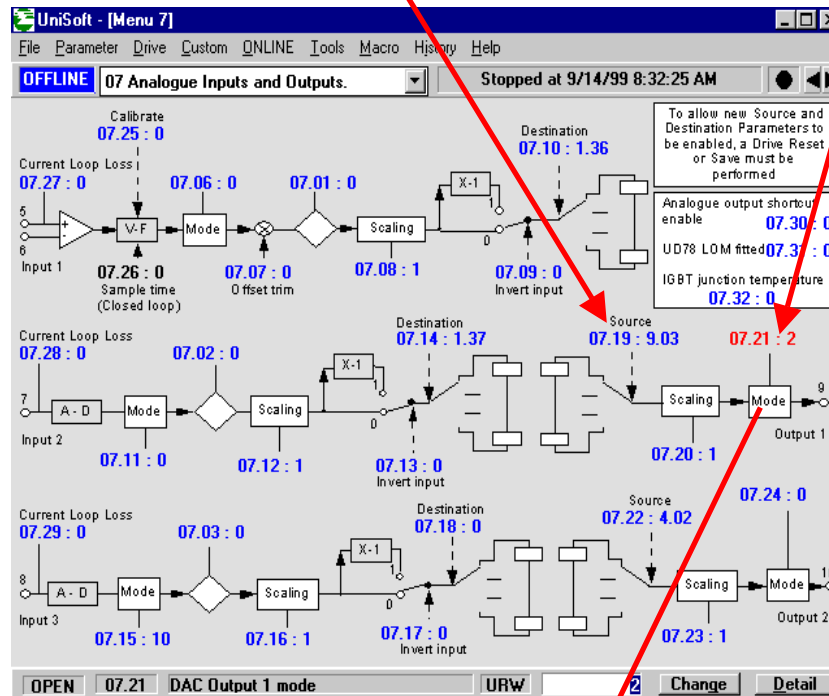 UniSoft - [Menu 7]
File Parameter Drive Custom ONLINE Tools Macro History Help
OFFLINE 07 Analogue Inputs and Outputs. Stopped at 9/14/99 8:32:25 AM
Calibrate
07.25 : 0
Current Loop Loss
07.27 : 0
07.06 : 0
07.01 : 0
Destination
07.10 : 1.36
X-1
1
0
5
6
+
-
V-F
Mode
Scaling
Input 1
07.26 : 0
Sample time
(Closed loop)
07.07 : 0
Offset trim
07.08 : 1
07.09 : 0
Invert input
To allow new Source and
Destination Parameters to
be enabled, a Drive Reset
or Save must be
performed
Analogue output shortcut
enable
07.30 : 0
UD78 LOM fitted
IGBT junction temperature
07.32 : 0
Current Loop Loss
07.28 : 0
07.02 : 0
Destination
07.14 : 1.37
X-1
1
0
7
A - D
Mode
Scaling
Input 2
07.11 : 0
07.12 : 1
07.13 : 0
Invert input
Source
07.19 : 9.03
07.21 : 2
Scaling
Mode
9
Output 1
07.20 : 1
Current Loop Loss
07.29 : 0
07.03 : 0
Destination
07.18 : 0
X-1
1
0
8
A - D
Mode
Scaling
Input 3
07.15 : 10
07.16 : 1
07.17 : 0
Invert input
Source
07.22 : 4.02
07.24 : 0
Scaling
Mode
Output 2
07.23 : 1
OPEN 07.21 DAC Output 1 mode URW 2 Change Detail